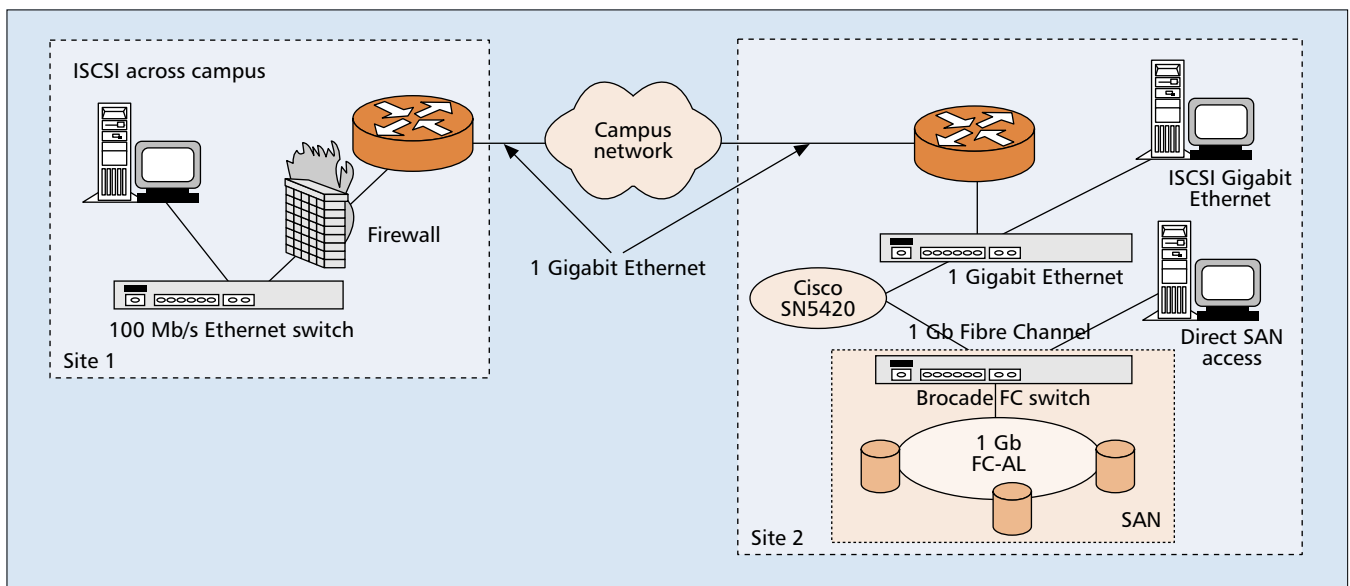 ISCSI across campus
Firewall
100 Mb/s Ethernet switch
Site 1
Campus
network
1 Gigabit Ethernet
ISCSI Gigabit
Ethernet
1 Gigabit Ethernet
Cisco
SN5420
1 Gb Fibre Channel
Direct SAN
access
Brocade FC switch
1 Gb
FC-AL
SAN
Site 2